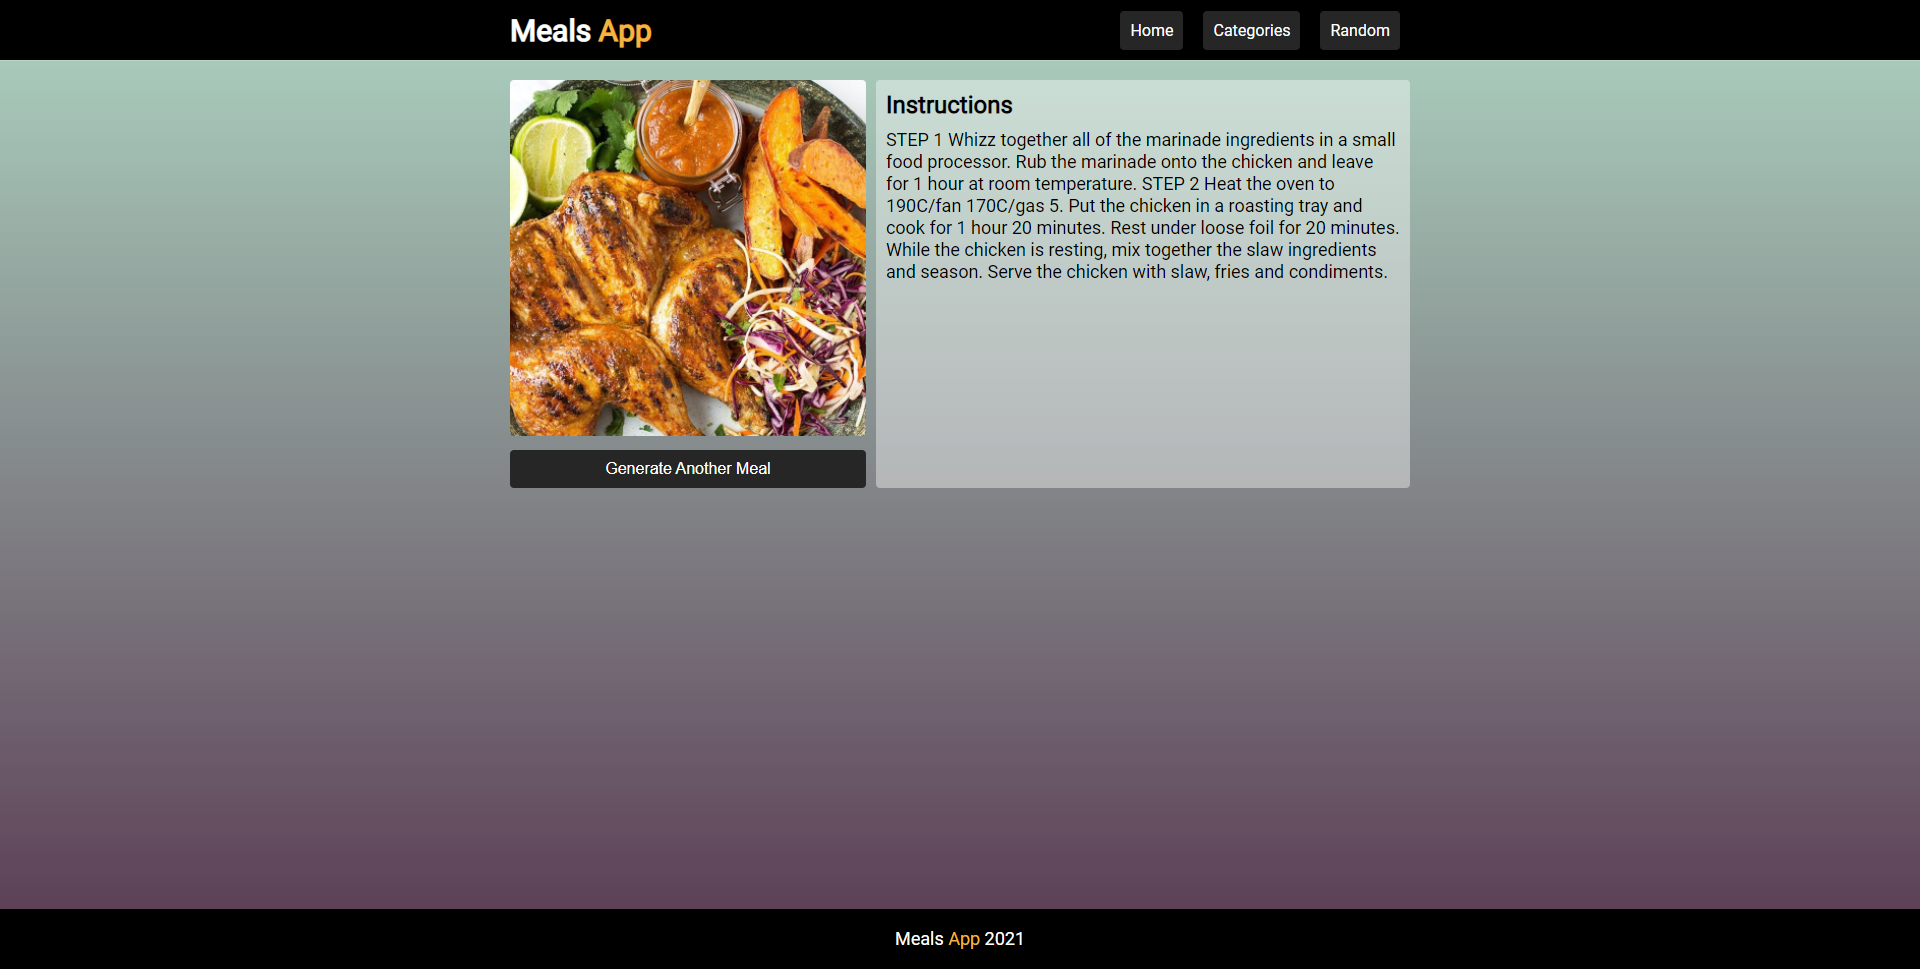 Meals App
Home
Categories
Random
Instructions
STEP 1 Whizz together all of the marinade ingredients in a small
food processor. Rub the marinade onto the chicken and leave
for 1 hour at room temperature. STEP 2 Heat the oven to
190C/fan 170C/gas 5. Put the chicken in a roasting tray and
cook for 1 hour 20 minutes. Rest under loose foil for 20 minutes.
While the chicken is resting, mix together the slaw ingredients
and season. Serve the chicken with slaw, fries and condiments.
Generate Another Meal
Meals App 2021